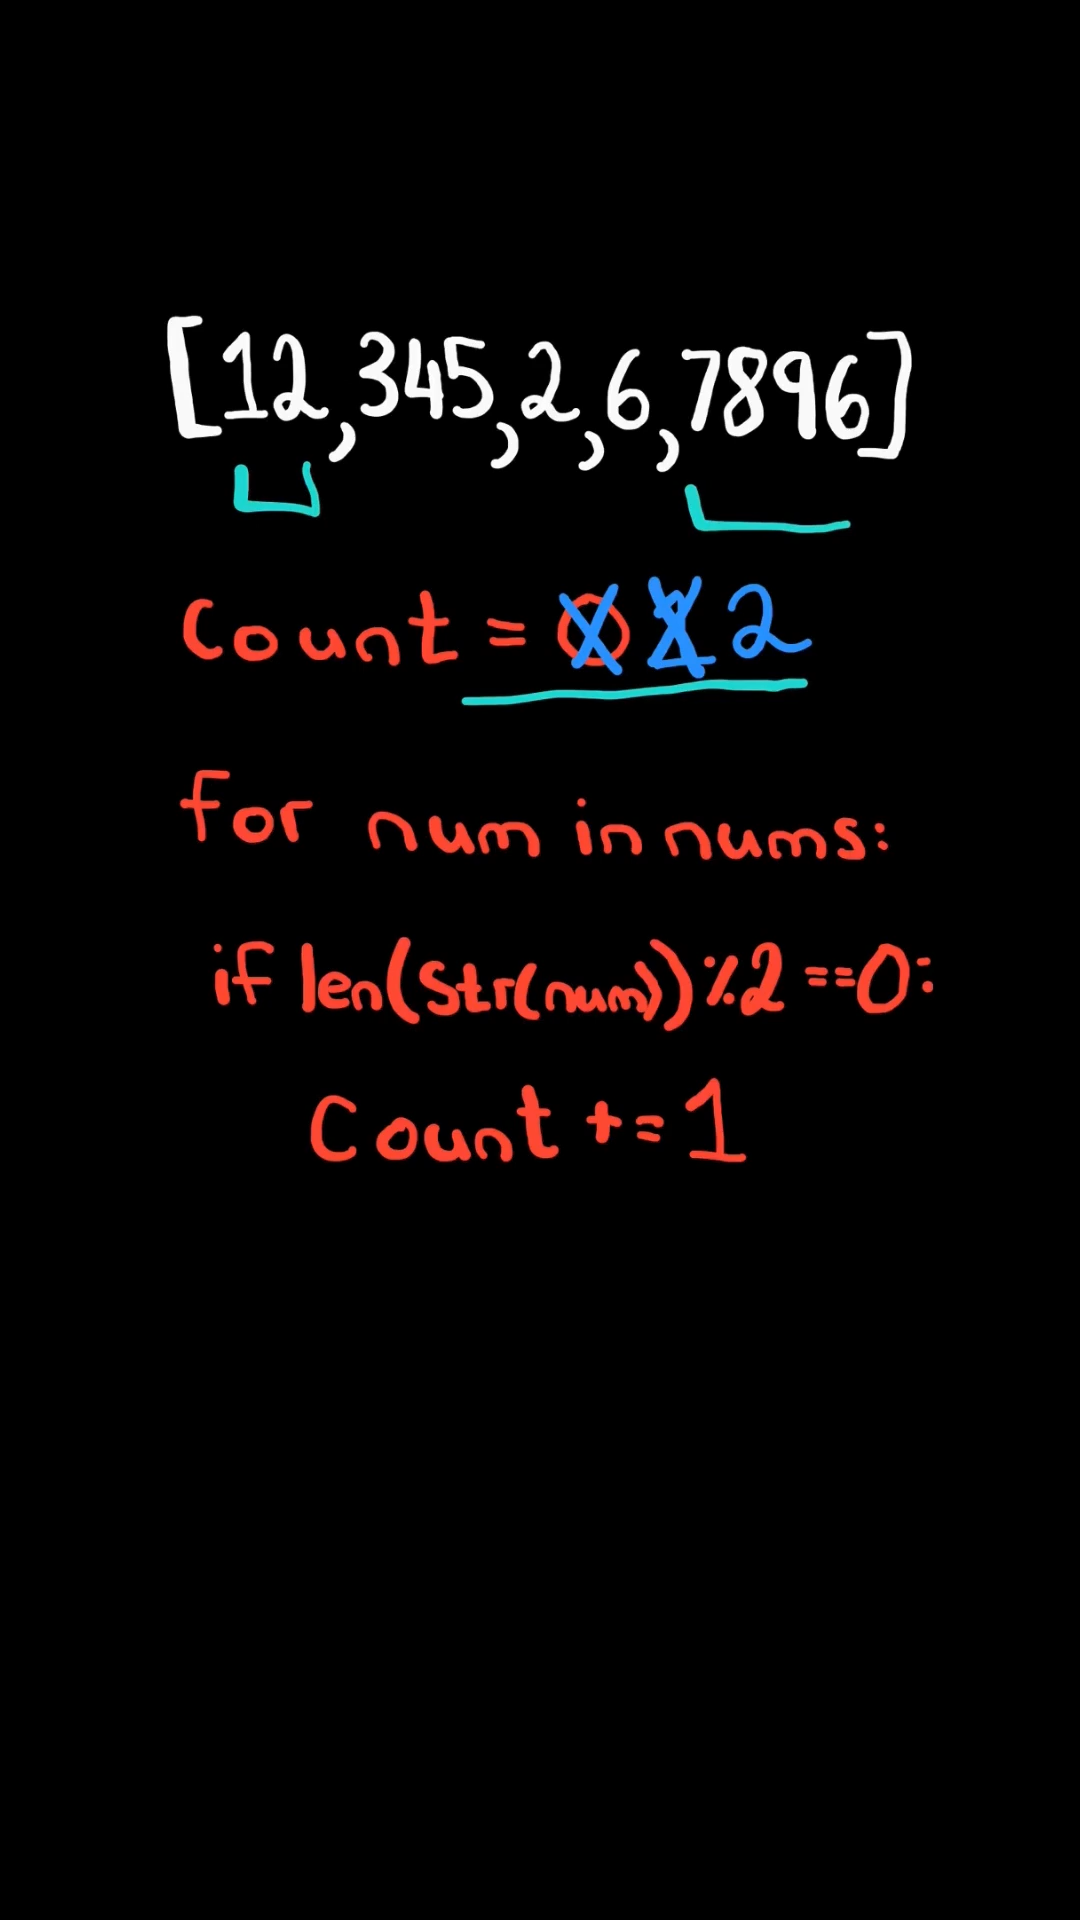 [12,345,2,6,7896]
Count = 0 1 2
for num in nums:
if len(str(num))%2==0:
Count +=1